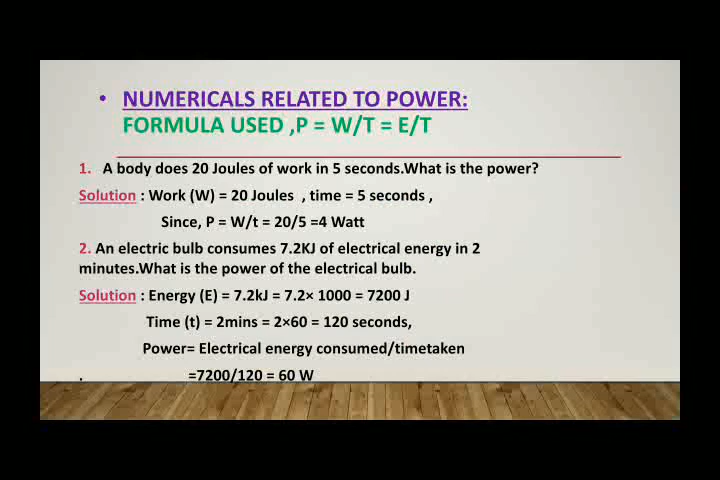 • NUMERICALS RELATED TO POWER:
FORMULA USED ,P = W/T = E/T
1. A body does 20 Joules of work in 5 seconds.What is the power?
Solution : Work (W) = 20 Joules , time = 5 seconds ,
Since, P = W/t = 20/5 =4 Watt
2. An electric bulb consumes 7.2KJ of electrical energy in 2
minutes.What is the power of the electrical bulb.
Solution : Energy (E) = 7.2kJ = 7.2× 1000 = 7200 J
Time (t) = 2mins = 2×60 = 120 seconds,
Power= Electrical energy consumed/timetaken
. =7200/120 = 60 W